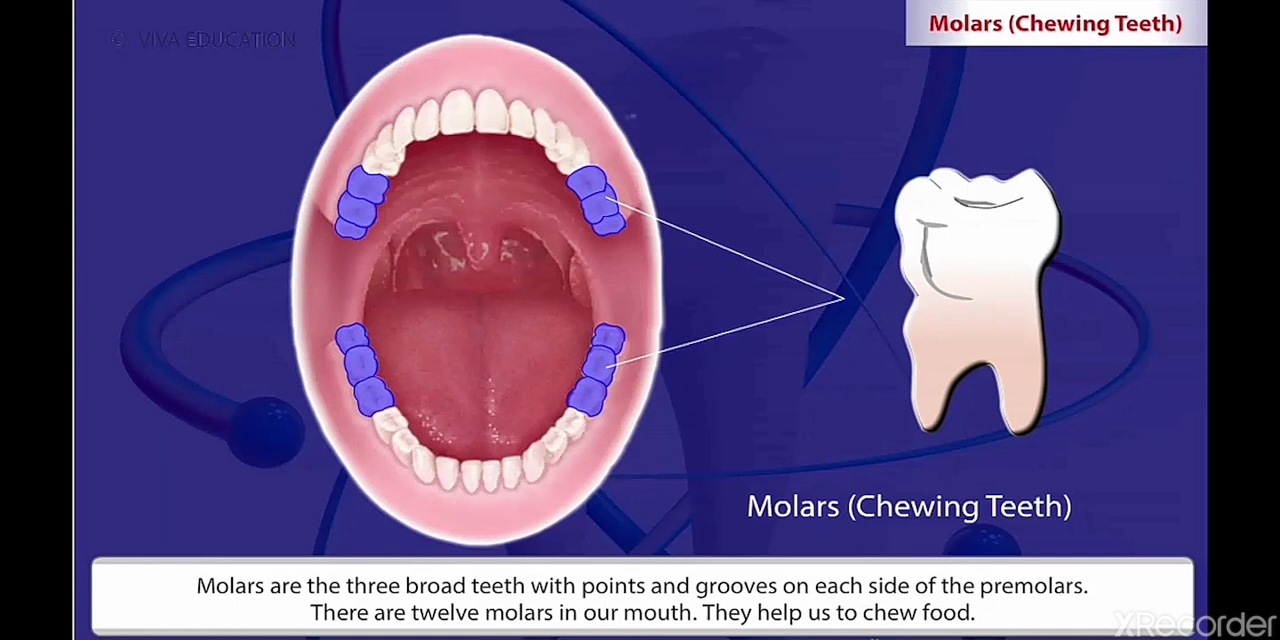 © VIVA EDUCATION
Molars (Chewing Teeth)
Molars (Chewing Teeth)
Molars are the three broad teeth with points and grooves on each side of the premolars.
There are twelve molars in our mouth. They help us to chew food.
XRecorder